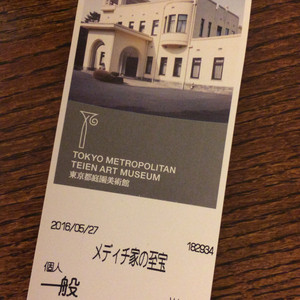 TOKYO METROPOLITAN
TEIEN ART MUSEUM
東京都庭園美術館
2016/05/27
182934
メディチ家の至宝
個人
一般